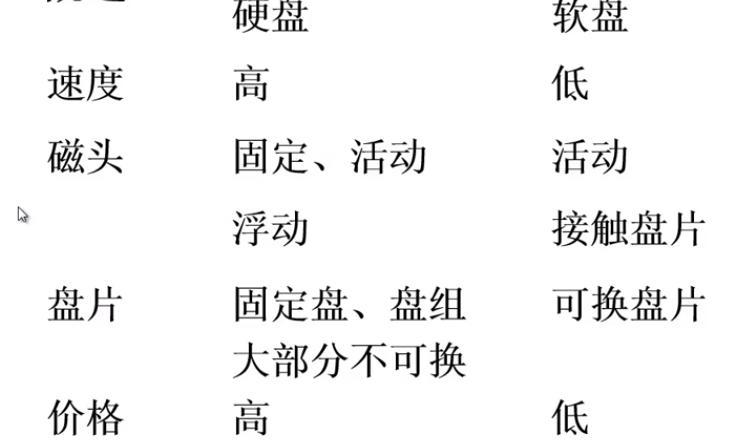 硬盘 软盘
速度 高 低
磁头 固定、活动 活动
浮动 接触盘片
盘片 固定盘、盘组 可换盘片
大部分不可换
价格 高 低